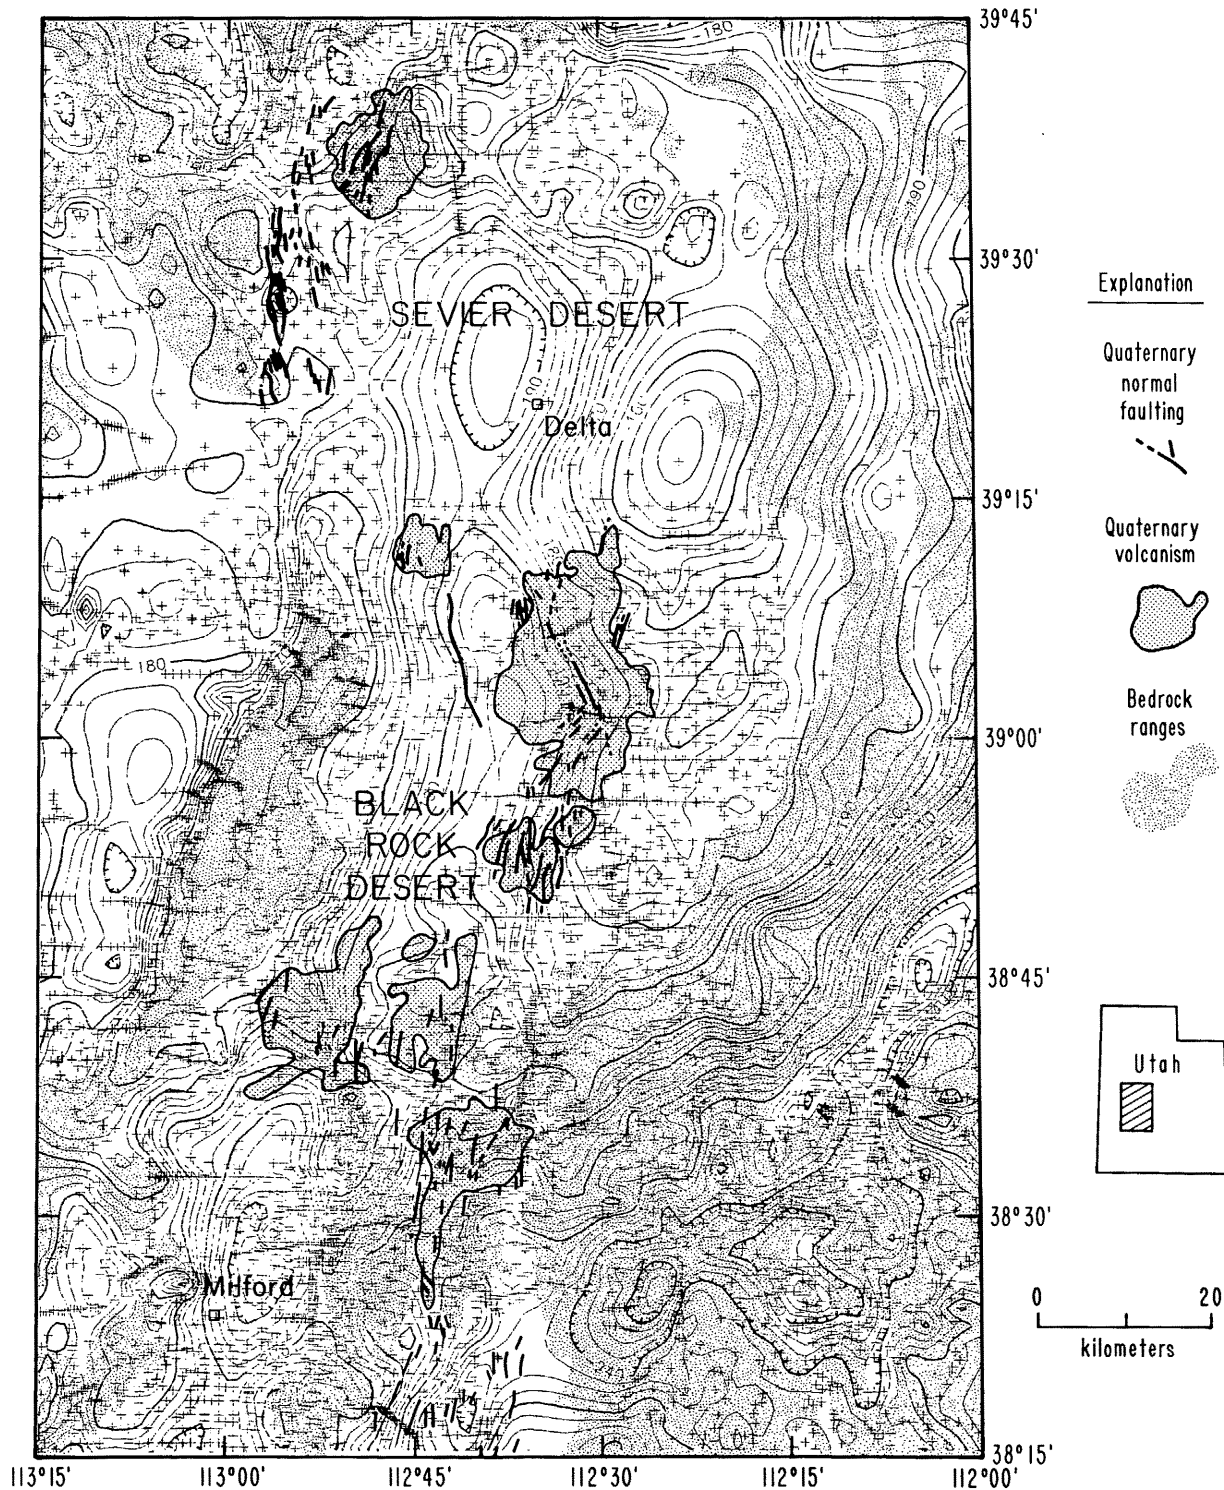 39°45'
180
170
190
39°30'
Explanation
SEVIER DESERT
Quaternary
normal
faulting
Delta
39°15'
Quaternary
volcanism
180
Bedrock
ranges
39°00'
BLACK
ROCK
DESERT
38°45'
Utah
38°30'
Milford
0 20
kilometers
38°15'
113°15' 113°00' 112°45' 112°30' 112°15' 112°00'